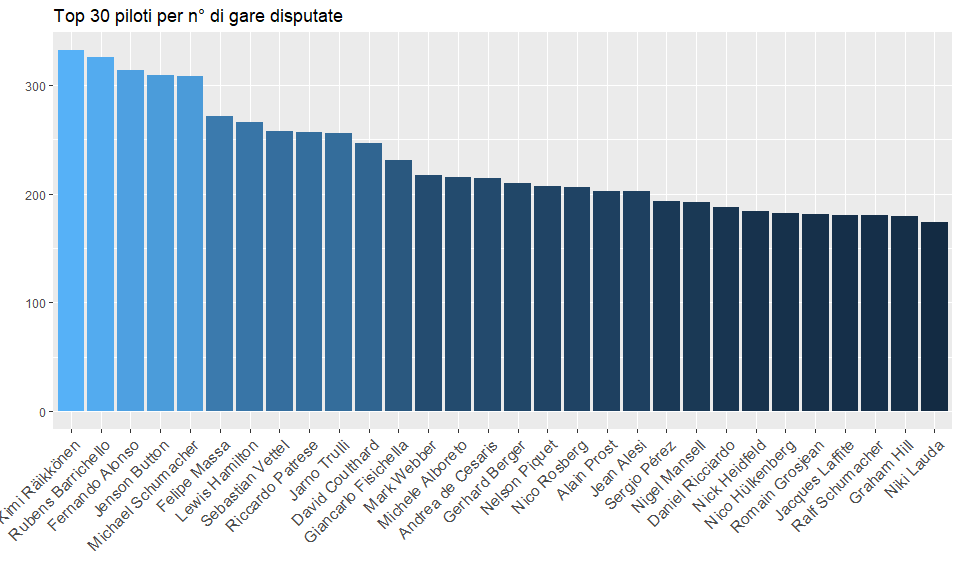 Top 30 piloti per n° di gare disputate
300
200
100
0
Kimi Räikkönen
Rubens Barrichello
Fernando Alonso
Jenson Button
Michael Schumacher
Felipe Massa
Lewis Hamilton
Sebastian Vettel
Riccardo Patrese
Jarno Trulli
David Coulthard
Giancarlo Fisichella
Mark Webber
Michele Alboreto
Andrea de Cesaris
Gerhard Berger
Nelson Piquet
Nico Rosberg
Alain Prost
Jean Alesi
Sergio Pérez
Nigel Mansell
Daniel Ricciardo
Nick Heidfeld
Nico Hülkenberg
Romain Grosjean
Jacques Laffite
Ralf Schumacher
Graham Hill
Niki Lauda